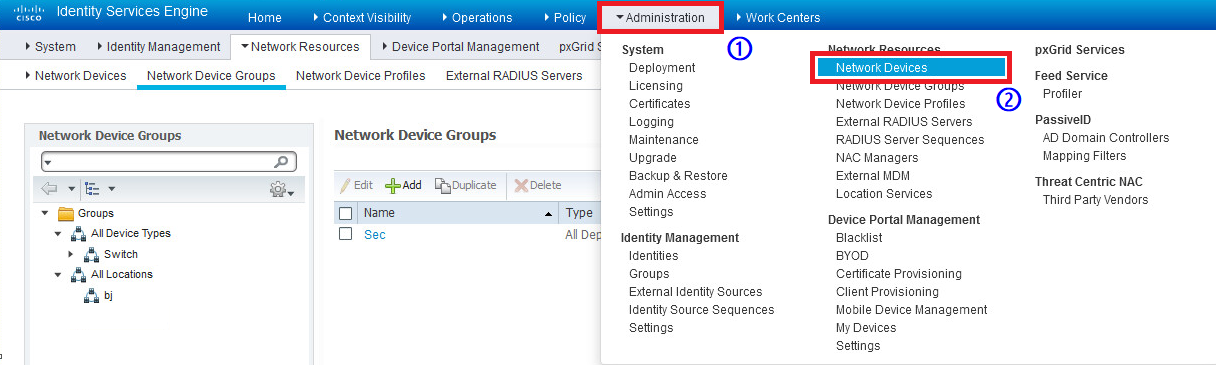 cisco Identity Services Engine Home Context Visibility Operations Policy Administration Work Centers
System Identity Management Network Resources Device Portal Management pxGrid S
Network Devices Network Device Groups Network Device Profiles External RADIUS Servers
Network Device Groups
Groups
All Device Types
Switch
All Locations
bj
Network Device Groups
Edit Add Duplicate Delete
Name Type
Sec All Dep
1
System
Deployment
Licensing
Certificates
Logging
Maintenance
Upgrade
Backup & Restore
Admin Access
Settings
Identity Management
Identities
Groups
External Identity Sources
Identity Source Sequences
Settings
Network Resources
Network Devices
2
Network Device Groups
Network Device Profiles
External RADIUS Servers
RADIUS Server Sequences
NAC Managers
External MDM
Location Services
Device Portal Management
Blacklist
BYOD
Certificate Provisioning
Client Provisioning
Mobile Device Management
My Devices
Settings
pxGrid Services
Feed Service
Profiler
PassiveID
AD Domain Controllers
Mapping Filters
Threat Centric NAC
Third Party Vendors